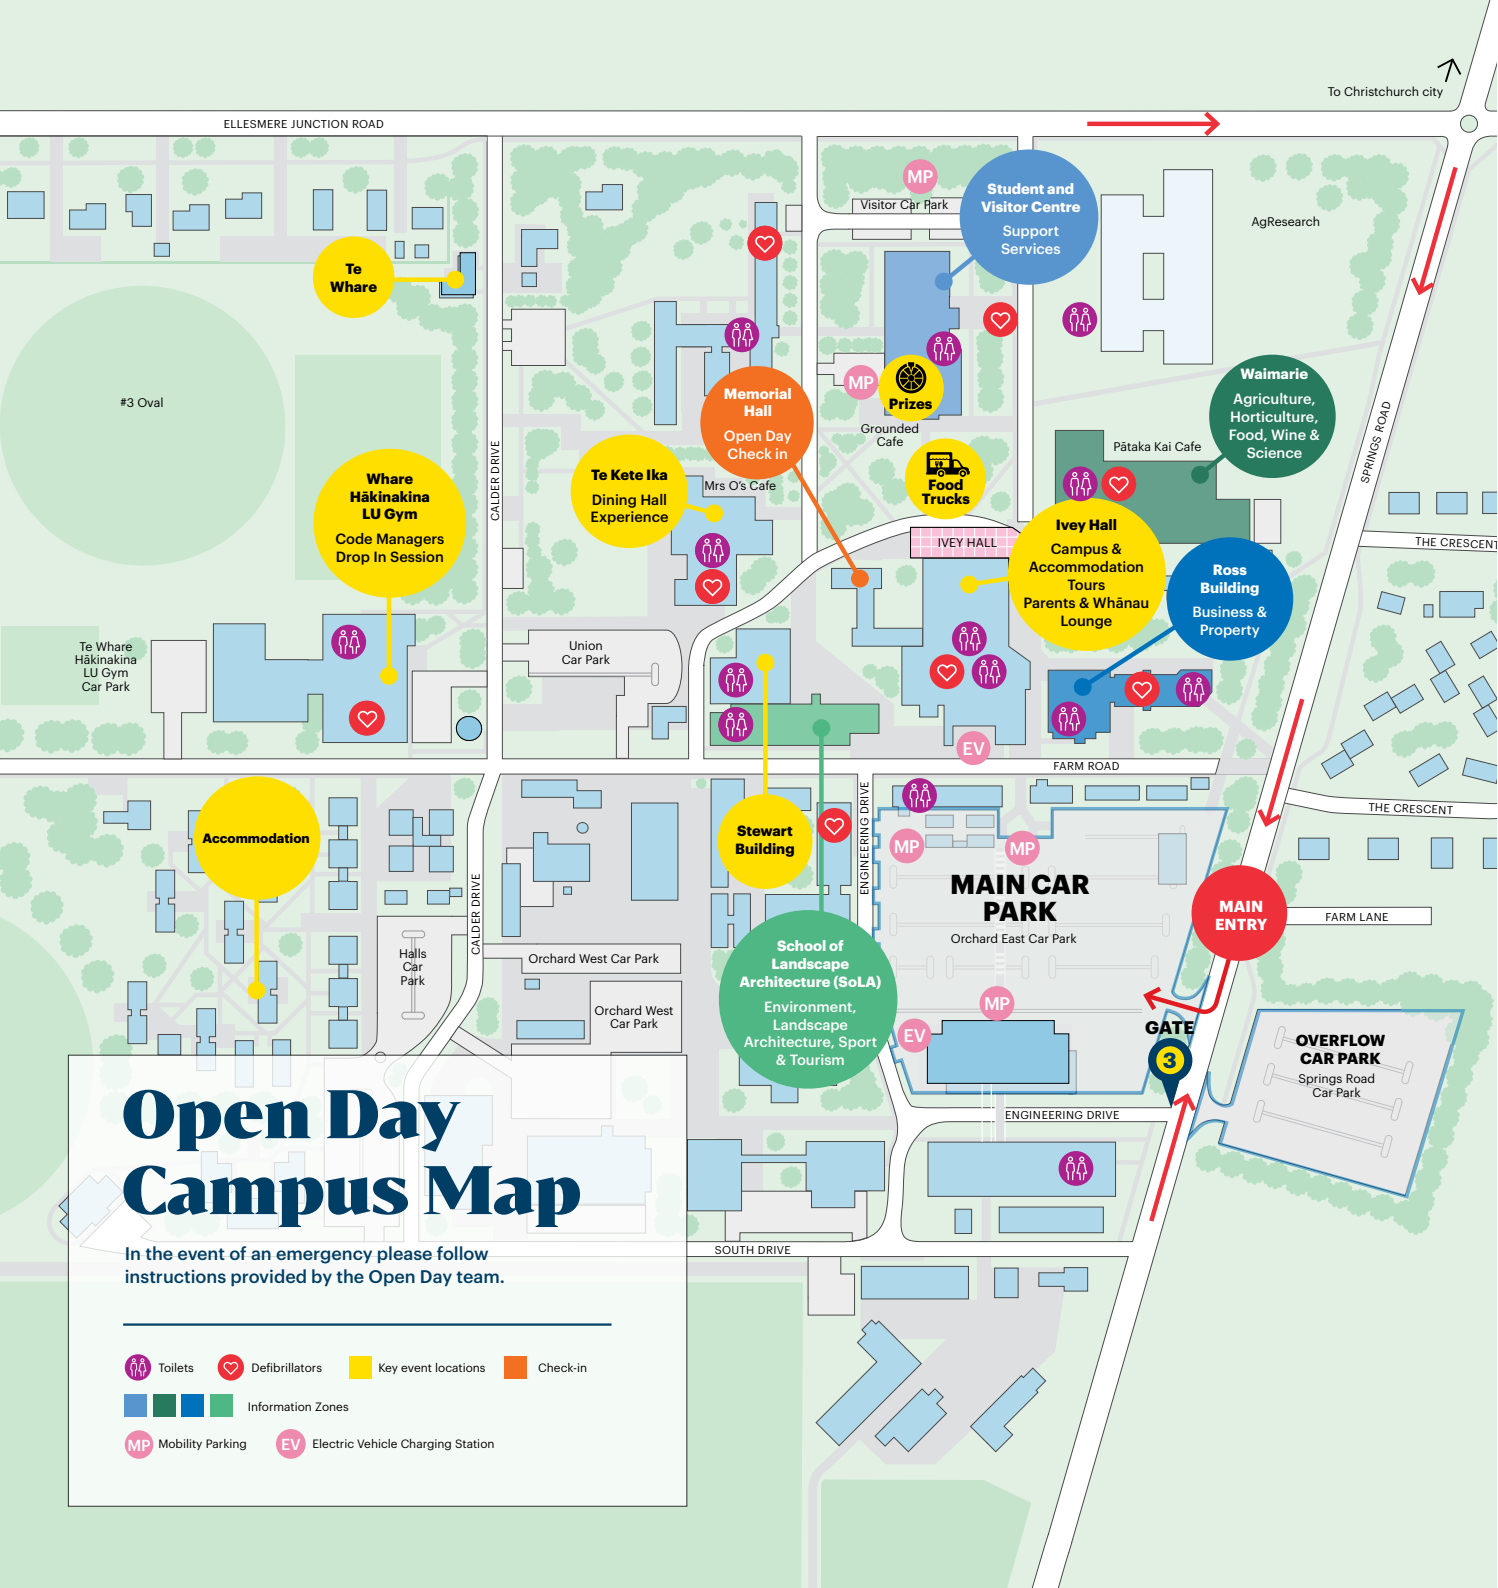 To Christchurch city
ELLESMERE JUNCTION ROAD
MP
Visitor Car Park
Student and
Visitor Centre
Support
Services
AgResearch
Te
Whare
#3 Oval
MP
Prizes
Grounded
Cafe
Memorial
Hall
Open Day
Check in
Waimarie
Agriculture,
Horticulture,
Food, Wine &
Science
SPRINGS ROAD
Pātaka Kai Cafe
CALDER DRIVE
Whare
Hākinakina
LU Gym
Code Managers
Drop In Session
Te Kete Ika
Dining Hall
Experience
Mrs O's Cafe
Food
Trucks
IVEY HALL
Ivey Hall
Campus &
Accommodation
Tours
Parents & Whānau
Lounge
Ross
Building
Business &
Property
THE CRESCENT
Te Whare
Hākinakina
LU Gym
Car Park
Union
Car Park
EV
FARM ROAD
THE CRESCENT
Accommodation
Stewart
Building
ENGINEERING DRIVE
MP
MP
MAIN CAR
PARK
Orchard East Car Park
MAIN
ENTRY
FARM LANE
CALDER DRIVE
Halls
Car
Park
Orchard West Car Park
Orchard West
Car Park
School of
Landscape
Architecture (SoLA)
Environment,
Landscape
Architecture, Sport
& Tourism
MP
EV
GATE
3
OVERFLOW
CAR PARK
Springs Road
Car Park
ENGINEERING DRIVE
SOUTH DRIVE
Open Day
Campus Map
In the event of an emergency please follow
instructions provided by the Open Day team.
Toilets
Defibrillators
Key event locations
Check-in
Information Zones
MP Mobility Parking
EV Electric Vehicle Charging Station